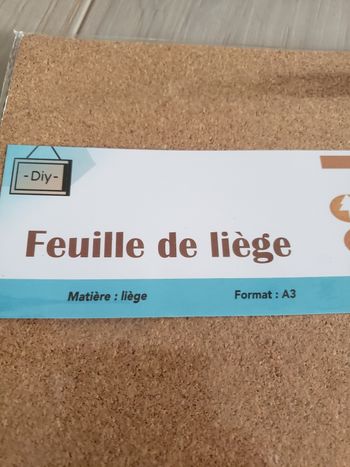 -Diy-
Feuille de liège
Matière : liège
Format : A3